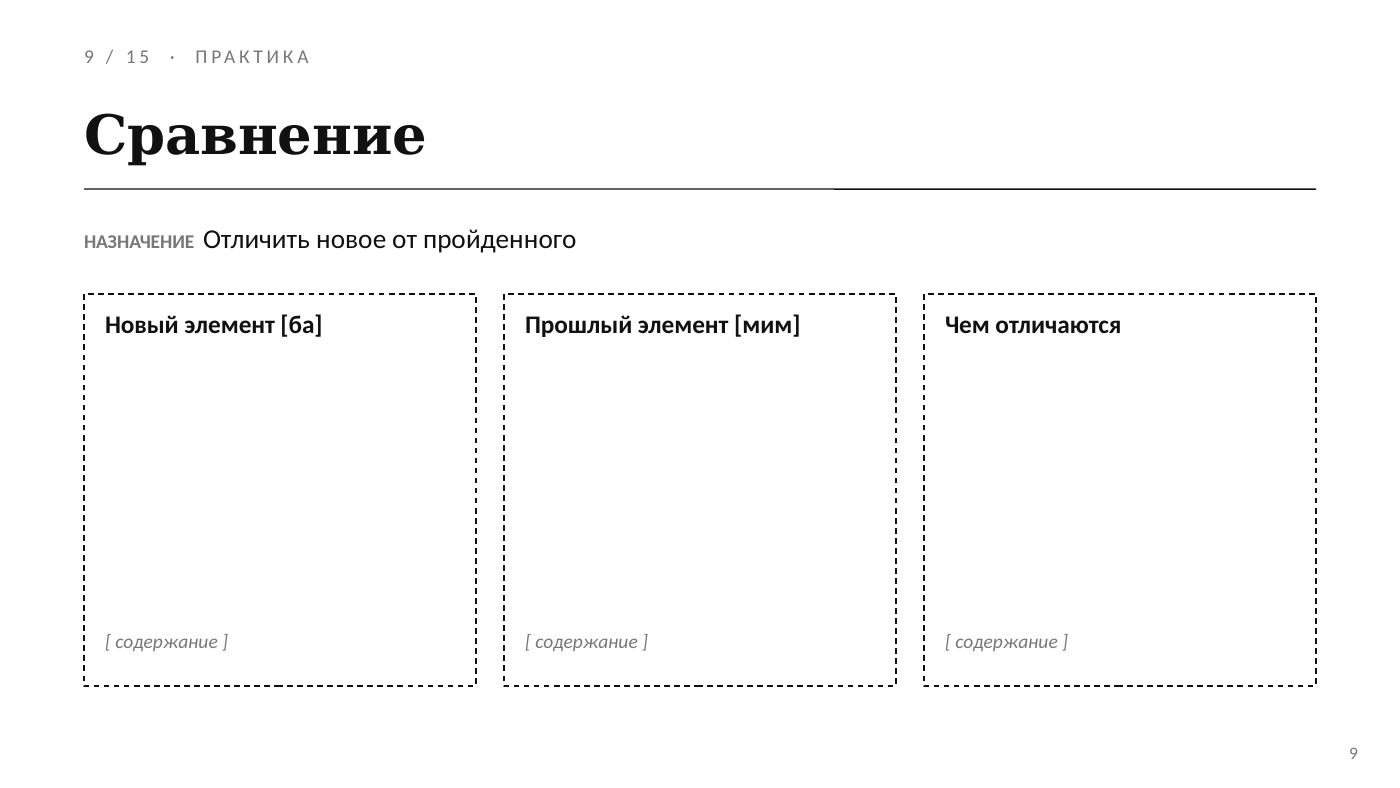 9 / 15 · ПРАКТИКА
Сравнение
НАЗНАЧЕНИЕ Отличить новое от пройденного
Новый элемент [ба]
[ содержание ]
Прошлый элемент [мим]
[ содержание ]
Чем отличаются
[ содержание ]
9